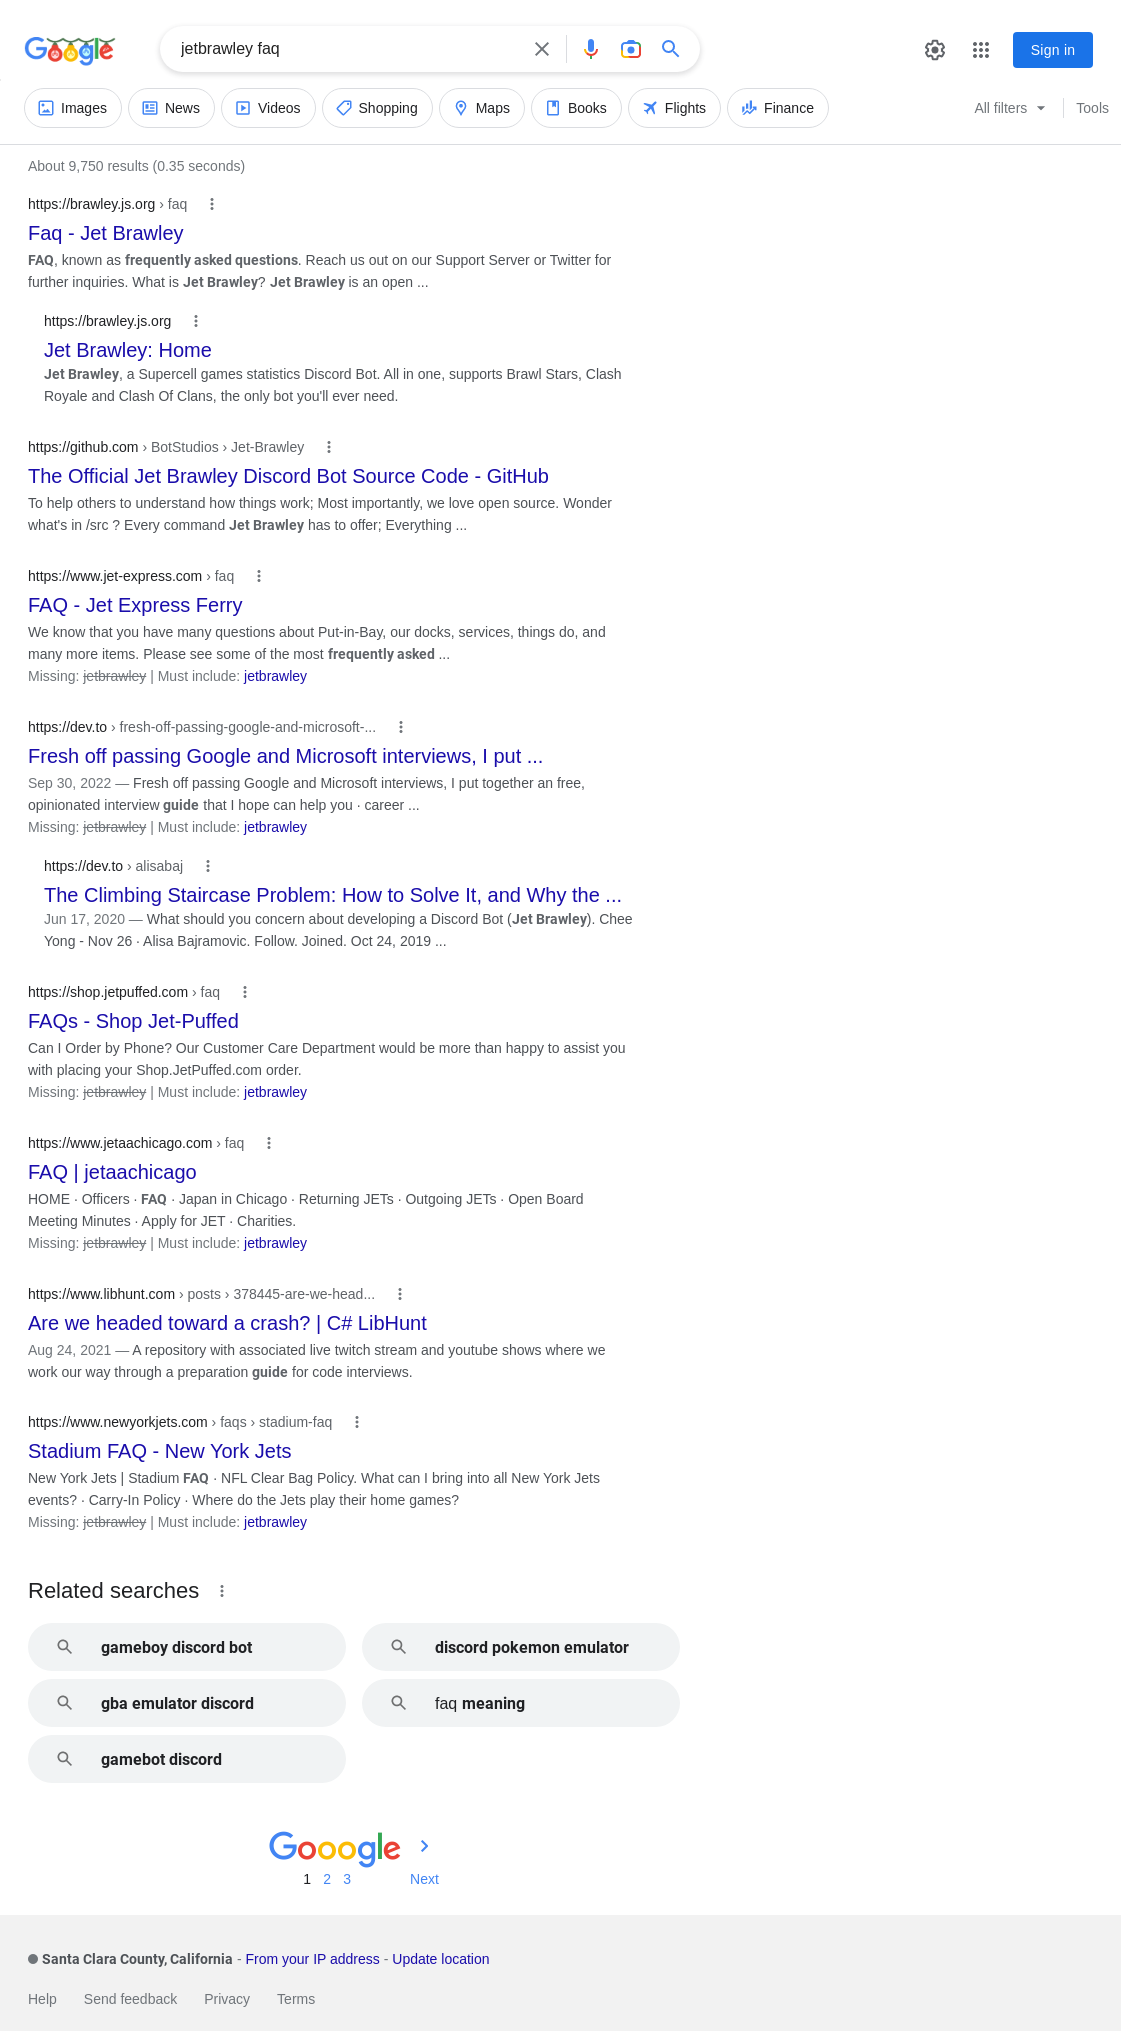 Google
jetbrawley faq
Sign in
Images
News
Videos
Shopping
Maps
Books
Flights
Finance
All filters
Tools
About 9,750 results (0.35 seconds)
https://brawley.js.org › faq
Faq - Jet Brawley
FAQ, known as frequently asked questions. Reach us out on our Support Server or Twitter for
further inquiries. What is Jet Brawley? Jet Brawley is an open ...
https://brawley.js.org
Jet Brawley: Home
Jet Brawley, a Supercell games statistics Discord Bot. All in one, supports Brawl Stars, Clash
Royale and Clash Of Clans, the only bot you'll ever need.
https://github.com › BotStudios › Jet-Brawley
The Official Jet Brawley Discord Bot Source Code - GitHub
To help others to understand how things work; Most importantly, we love open source. Wonder
what's in /src ? Every command Jet Brawley has to offer; Everything ...
https://www.jet-express.com › faq
FAQ - Jet Express Ferry
We know that you have many questions about Put-in-Bay, our docks, services, things do, and
many more items. Please see some of the most frequently asked ...
Missing: jetbrawley | Must include: jetbrawley
https://dev.to › fresh-off-passing-google-and-microsoft-...
Fresh off passing Google and Microsoft interviews, I put ...
Sep 30, 2022 — Fresh off passing Google and Microsoft interviews, I put together an free,
opinionated interview guide that I hope can help you · career ...
Missing: jetbrawley | Must include: jetbrawley
https://dev.to › alisabaj
The Climbing Staircase Problem: How to Solve It, and Why the ...
Jun 17, 2020 — What should you concern about developing a Discord Bot (Jet Brawley). Chee
Yong - Nov 26 · Alisa Bajramovic. Follow. Joined. Oct 24, 2019 ...
https://shop.jetpuffed.com › faq
FAQs - Shop Jet-Puffed
Can I Order by Phone? Our Customer Care Department would be more than happy to assist you
with placing your Shop.JetPuffed.com order.
Missing: jetbrawley | Must include: jetbrawley
https://www.jetaachicago.com › faq
FAQ | jetaachicago
HOME · Officers · FAQ · Japan in Chicago · Returning JETs · Outgoing JETs · Open Board
Meeting Minutes · Apply for JET · Charities.
Missing: jetbrawley | Must include: jetbrawley
https://www.libhunt.com › posts › 378445-are-we-head...
Are we headed toward a crash? | C# LibHunt
Aug 24, 2021 — A repository with associated live twitch stream and youtube shows where we
work our way through a preparation guide for code interviews.
https://www.newyorkjets.com › faqs › stadium-faq
Stadium FAQ - New York Jets
New York Jets | Stadium FAQ · NFL Clear Bag Policy. What can I bring into all New York Jets
events? · Carry-In Policy · Where do the Jets play their home games?
Missing: jetbrawley | Must include: jetbrawley
Related searches
gameboy discord bot
discord pokemon emulator
gba emulator discord
faq meaning
gamebot discord
Gooogle
1 2 3 Next
Santa Clara County, California - From your IP address - Update location
Help Send feedback Privacy Terms